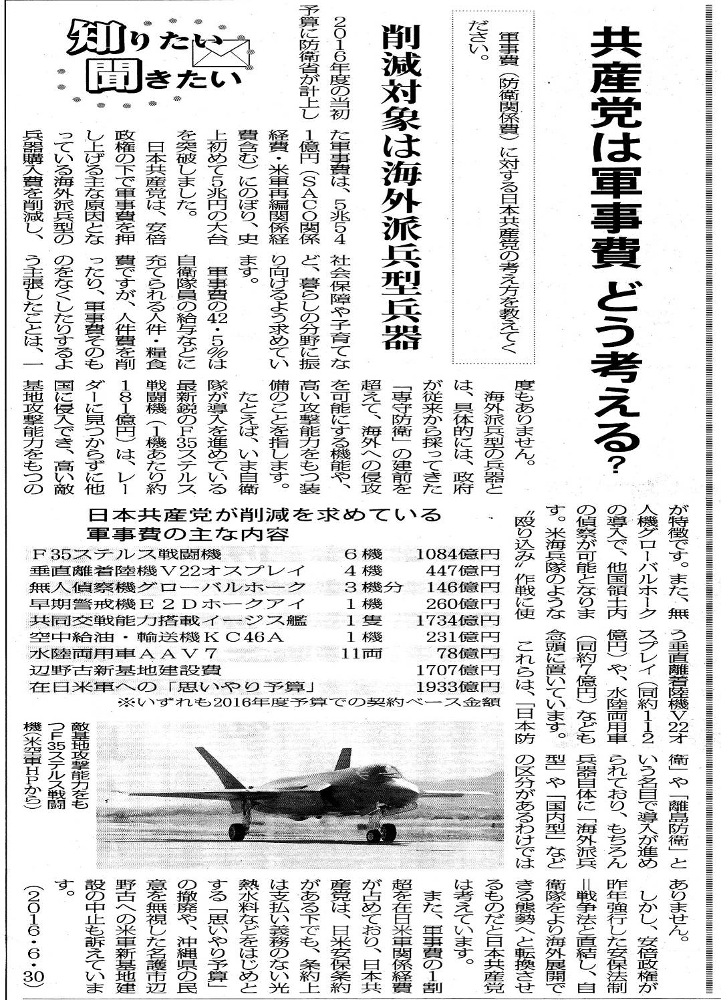 共産党は軍事費 どう考える?
軍事費(防衛関係費)に対する日本共産党の考え方を教えてく
ださい。
削減対象は海外派兵型兵器
知りたい
聞きたい
2016年度の当初
予算に防衛省が計上し
た軍事費は、5兆54
1億円(SACO関係
経費・米軍再編関係経
費含む)にのぼり、史
上初めて5兆円の大台
を突破しました。
日本共産党は、安倍
政権の下で軍事費を押
し上げる主な原因とな
っている海外派兵型の
兵器購入費を削減し、
社会保障や子育てな
ど、暮らしの分野に振
り向けるよう求めてい
ます。
軍事費の42・5%は
自衛隊員の給与などに
充てられる人件・糧食
費ですが、人件費を削
ったり、軍事費そのも
のをなくしたりするよ
う主張したことは、一
度もありません。
海外派兵型の兵器と
は、具体的には、政府
が従来から採ってきた
「専守防衛」の建前を
超えて、海外への侵攻
を可能にする機能や、
高い攻撃能力をもつ装
備のことを指します。
たとえば、いま自衛
隊が導入を進めている
最新鋭のF35ステルス
戦闘機(1機あたり約
181億円)は、レー
ダーに見つからずに他
国に侵入でき、高い敵
基地攻撃能力をもつの
が特徴です。また、無
人機グローバルホーク
の導入で、他国領土内
の偵察が可能となりま
す。米海兵隊のような
〝殴り込み〟作戦に使
う垂直離着陸機V22オ
スプレイ(同約112
億円)や、水陸両用車
(同約7億円)なども
念頭に置いています。
これらは、「日本防
衛」や「離島防衛」と
いう名目で導入が進め
られており、もちろん
兵器自体に「海外派兵
型」や「国内型」など
の区分があるわけでは
ありません。
しかし、安倍政権が
昨年強行した安保法制
=戦争法と直結し、自
衛隊をより海外展開で
きる態勢へと転換させ
るものだと日本共産党
は考えています。
また、軍事費の1割
超を在日米軍関係経費
が占めており、日本共
産党は、日米安保条約
がある下でも、条約上
は支払い義務のない光
熱水料などをはじめと
する「思いやり予算」
の撤廃や、沖縄県の民
意を無視した名護市辺
野古への米軍新基地建
設の中止も訴えていま
す。
(2016・6・30)
日本共産党が削減を求めている
軍事費の主な内容
F35ステルス戦闘機 6機 1084億円
垂直離着陸機V22オスプレイ 4機 447億円
無人偵察機グローバルホーク 3機分 146億円
早期警戒機E2Dホークアイ 1機 260億円
共同交戦能力搭載イージス艦 1隻 1734億円
空中給油・輸送機KC46A 1機 231億円
水陸両用車AAV7 11両 78億円
辺野古新基地建設費 1707億円
在日米軍への「思いやり予算」 1933億円
※いずれも2016年度予算での契約ベース金額
敵基地攻撃能力をも
つF35ステルス戦闘
機(米空軍HPから)